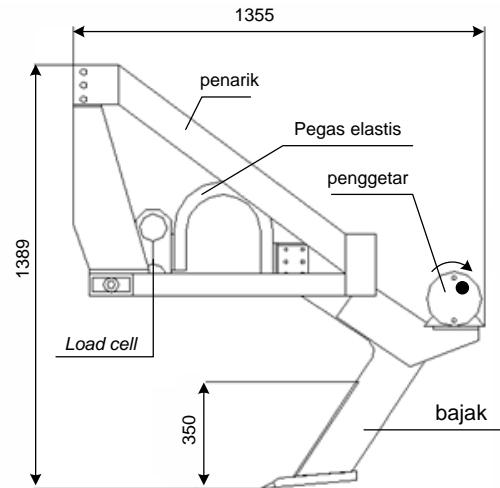 1355
penarik
Pegas elastis
penggetar
1389
Load cell
350
bajak